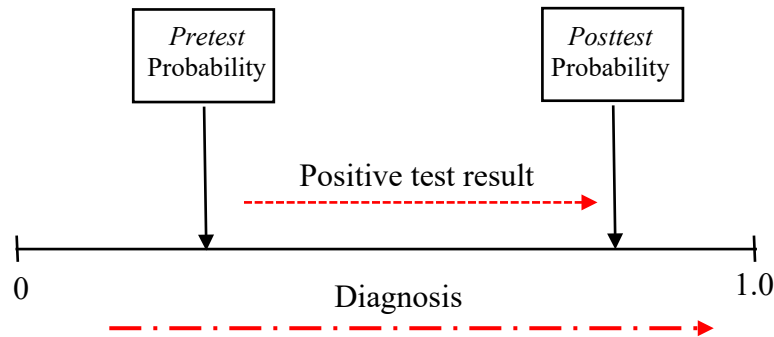 Pretest
Probability
Posttest
Probability
Positive test result
0
1.0
Diagnosis